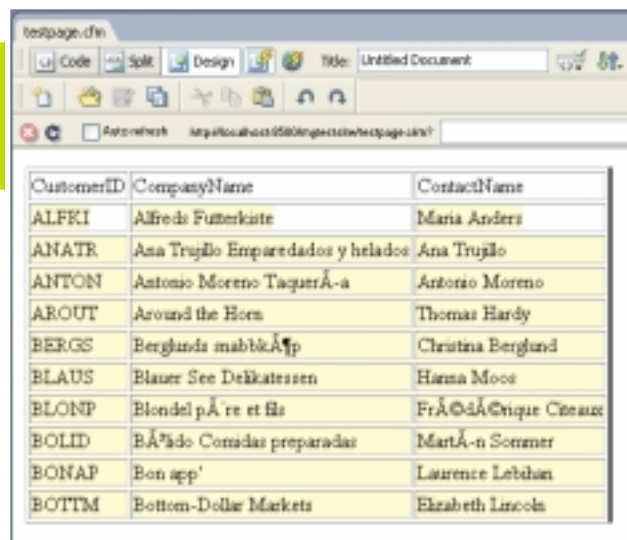 testpage.cfm
Code Split Design Title: Untitled Document
Auto refresh
CustomerID CompanyName ContactName
ALFKI Alfreds Futterkiste Maria Anders
ANATR Ana Trujillo Emparedados y helados Ana Trujillo
ANTON Antonio Moreno TaquerÃ-a Antonio Moreno
AROUT Around the Horn Thomas Hardy
BERGS Berglunds snabbkÃ¶p Christina Berglund
BLAUS Blauer See Delikatessen Hanna Moos
BLONP Blondel pÃ¨re et fils FrÃ©dÃ©rique Citeaux
BOLID BÃ³lido Comidas preparadas MartÃ-n Sommer
BONAP Bon app' Laurence Lebihan
BOTTM Bottom-Dollar Markets Elizabeth Lincoln